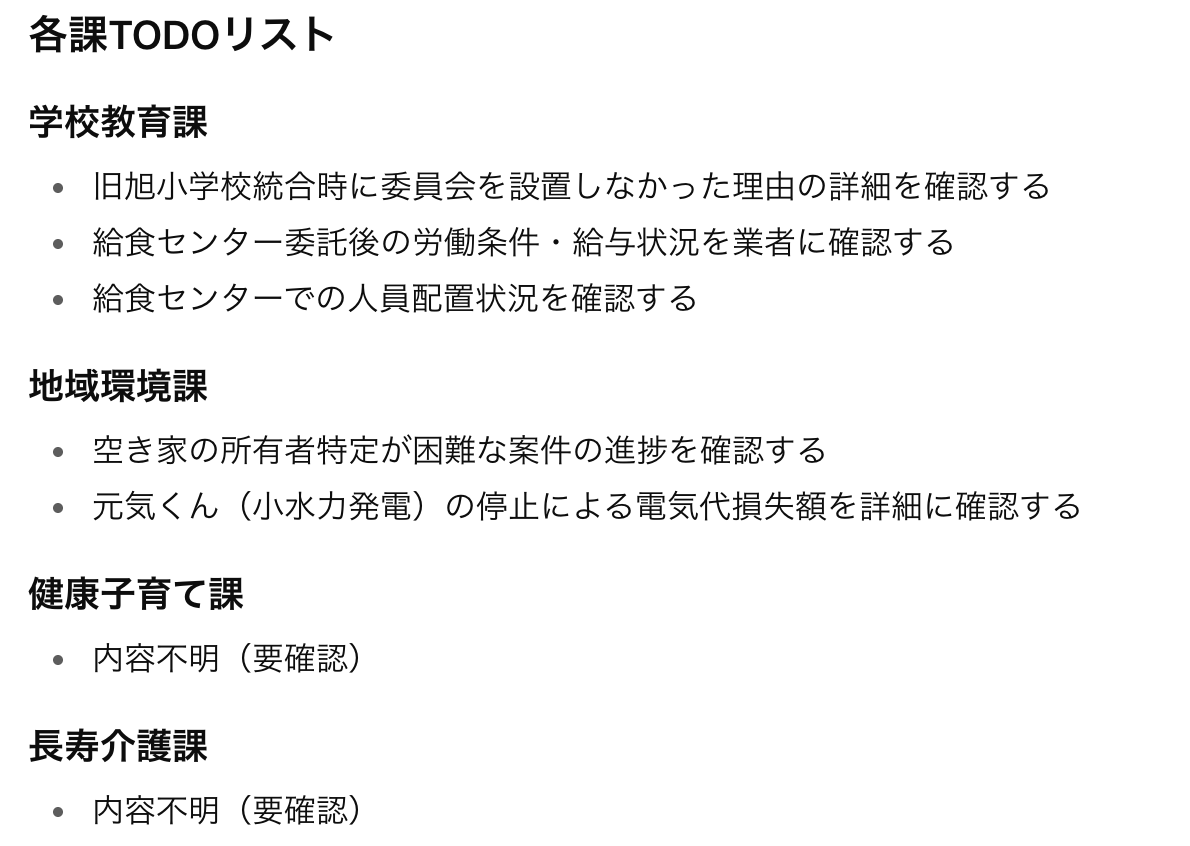 各課TODOリスト
学校教育課
• 旧旭小学校統合時に委員会を設置しなかった理由の詳細を確認する
• 給食センター委託後の労働条件・給与状況を業者に確認する
• 給食センターでの人員配置状況を確認する
地域環境課
• 空き家の所有者特定が困難な案件の進捗を確認する
• 元気くん（小水力発電）の停止による電気代損失額を詳細に確認する
健康子育て課
• 内容不明（要確認）
長寿介護課
• 内容不明（要確認）